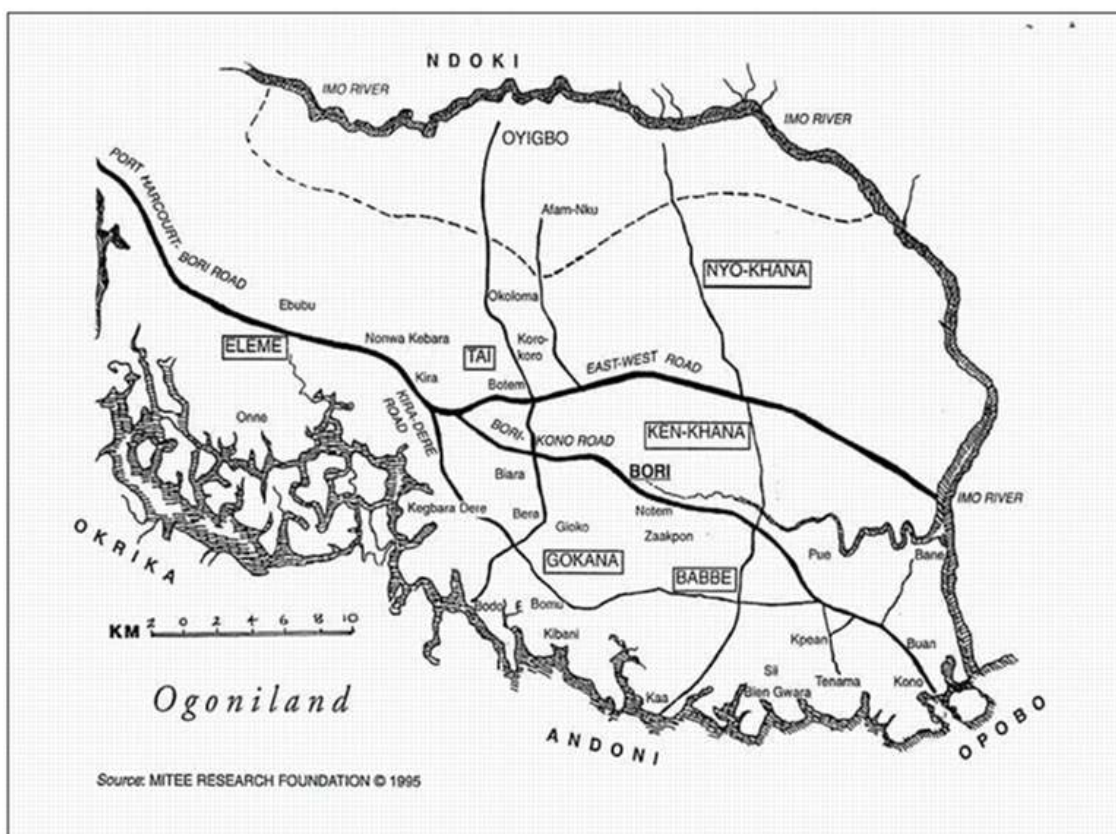 NDOKI
IMO RIVER
IMO RIVER
OYIGBO
PORT HARCOURT-BORI ROAD
Afam-Nku
NYO-KHANA
Okoloma
Ebubu
ELEME
Nonwa Kebara
TAI
Koro-
koro
EAST-WEST ROAD
Kira
Botem
KIRA-DERE
ROAD
Onne
BORI-KONO ROAD
KEN-KHANA
BORI
Biara
IMO RIVER
Kegbara Dere
Bera
Gioko
Notem
Zaakpon
Pue
Bane
OKRIKA
GOKANA
BABBE
Bodo
Bomu
KM 2 0 2 4 6 8 10
Kibani
Kpean
Buan
Sii
Bien Gwara
Tenama
Kono
Kaa
Ogoniland
ANDONI
OPOBO
Source: MITEE RESEARCH FOUNDATION © 1995